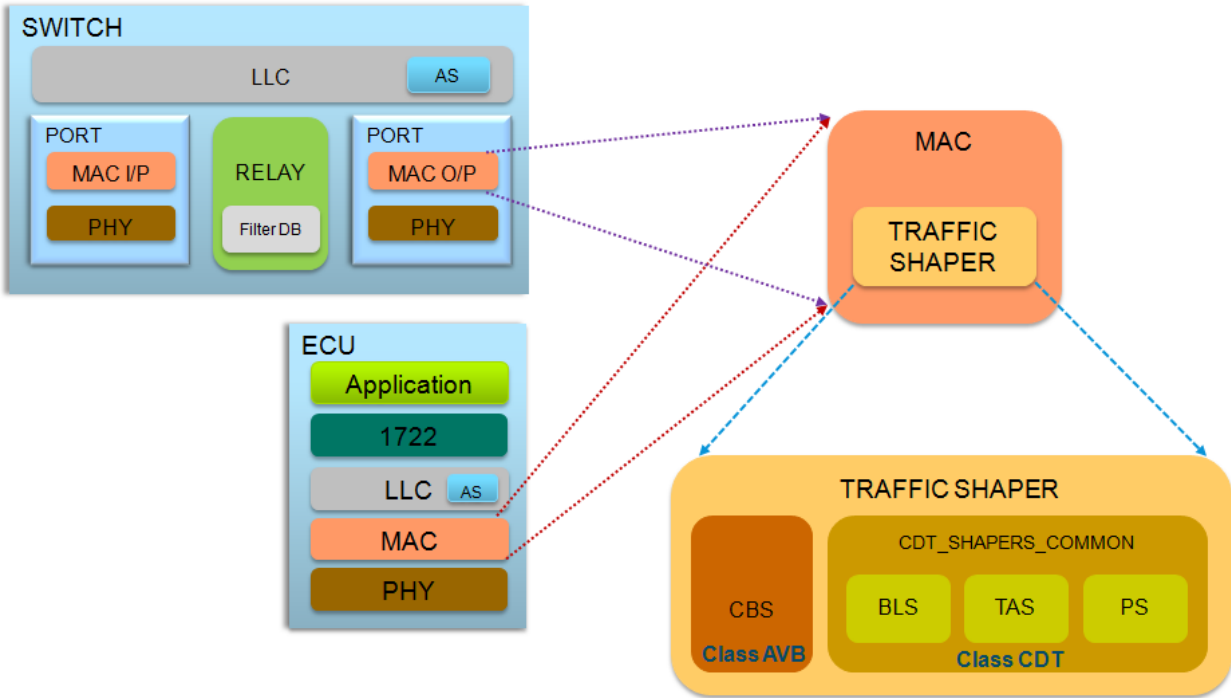 SWITCH
LLC
AS
PORT
MAC I/P
PHY
RELAY
Filter DB
PORT
MAC O/P
PHY
MAC
TRAFFIC
SHAPER
ECU
Application
1722
LLC
AS
MAC
PHY
TRAFFIC SHAPER
CBS
Class AVB
CDT_SHAPERS_COMMON
BLS
TAS
PS
Class CDT